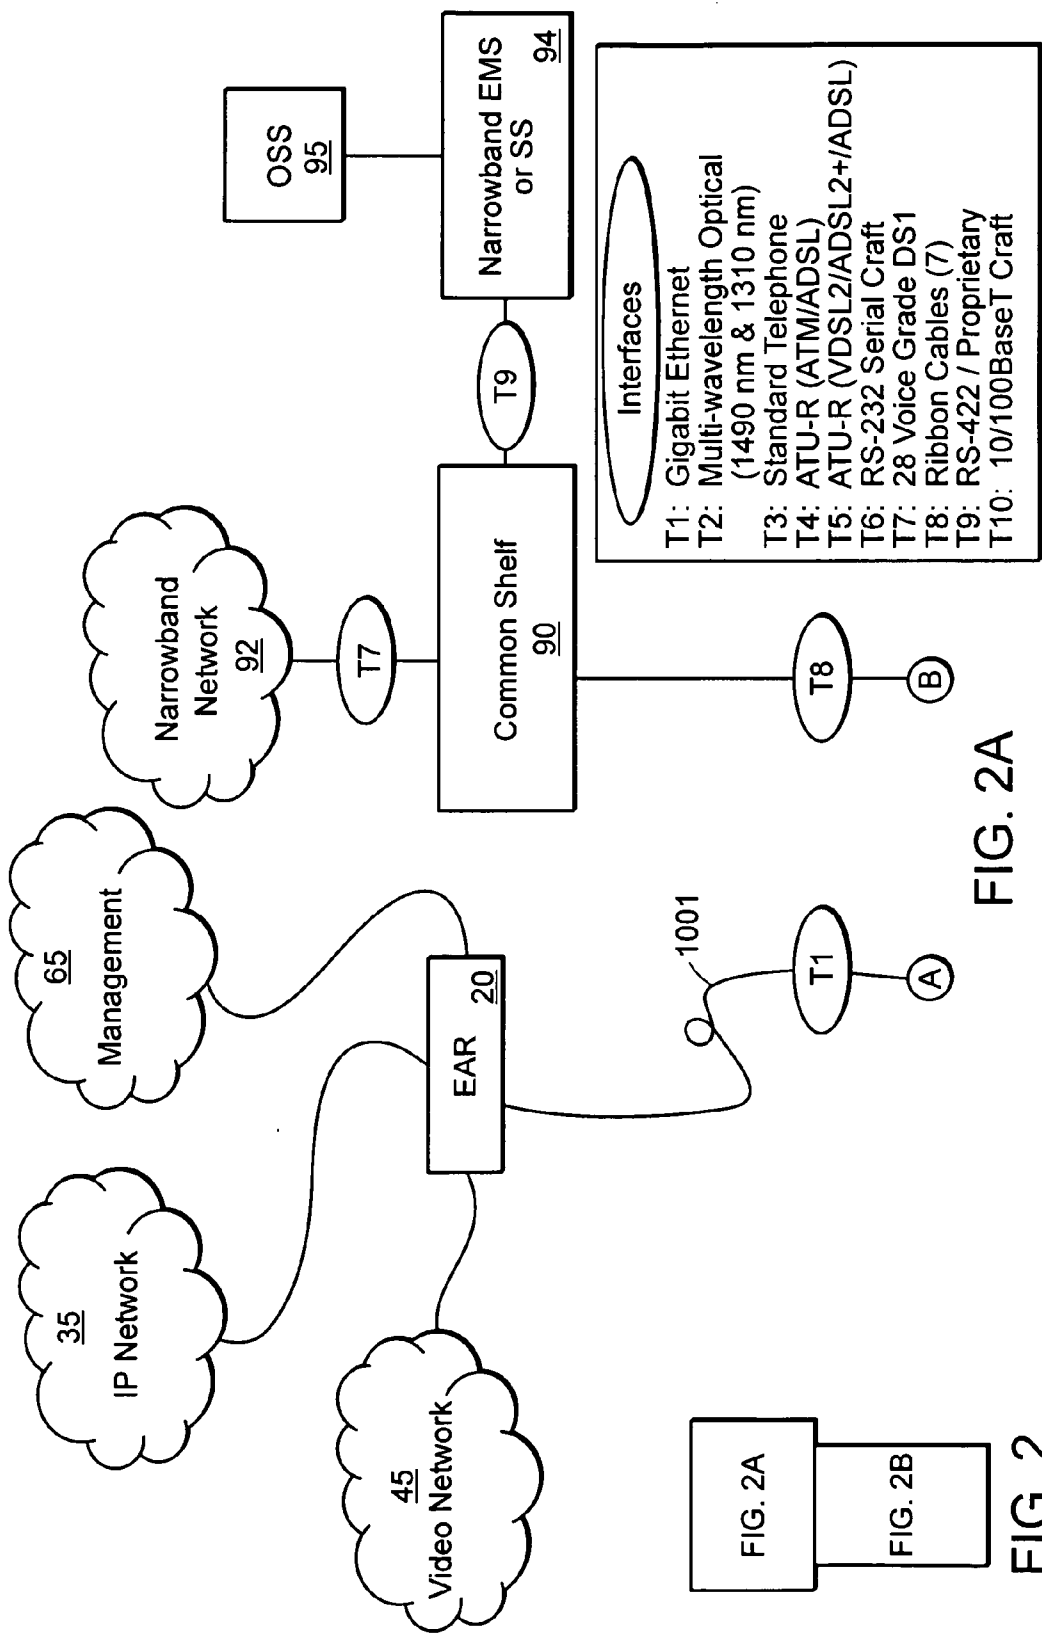 Video Network
45
IP Network
35
Management
65
EAR
20
1001
T1
A
Narrowband
Network
92
T7
Common Shelf
90
T8
B
T9
OSS
95
Narrowband EMS
or SS
94
Interfaces
T1: Gigabit Ethernet
T2: Multi-wavelength Optical
(1490 nm & 1310 nm)
T3: Standard Telephone
T4: ATU-R (ATM/ADSL)
T5: ATU-R (VDSL2/ADSL2+/ADSL)
T6: RS-232 Serial Craft
T7: 28 Voice Grade DS1
T8: Ribbon Cables (7)
T9: RS-422 / Proprietary
T10: 10/100BaseT Craft
FIG. 2A
FIG. 2A
FIG. 2B
FIG. 2